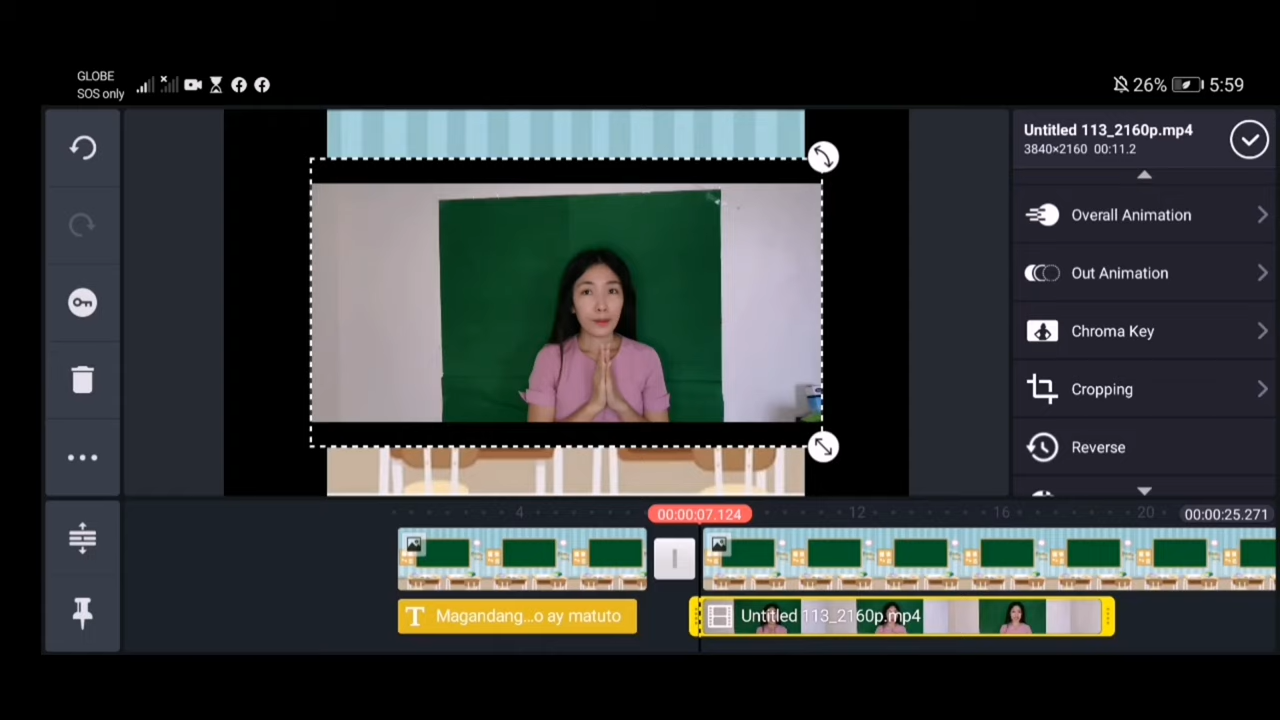 GLOBE
SOS only
26% 5:59
Untitled 113_2160p.mp4
3840×2160 00:11.2
Overall Animation
Out Animation
Chroma Key
Cropping
Reverse
4
00:00:07.124
12
16
20
00:00:25.271
T Magandang...o ay matuto
Untitled 113_2160p.mp4